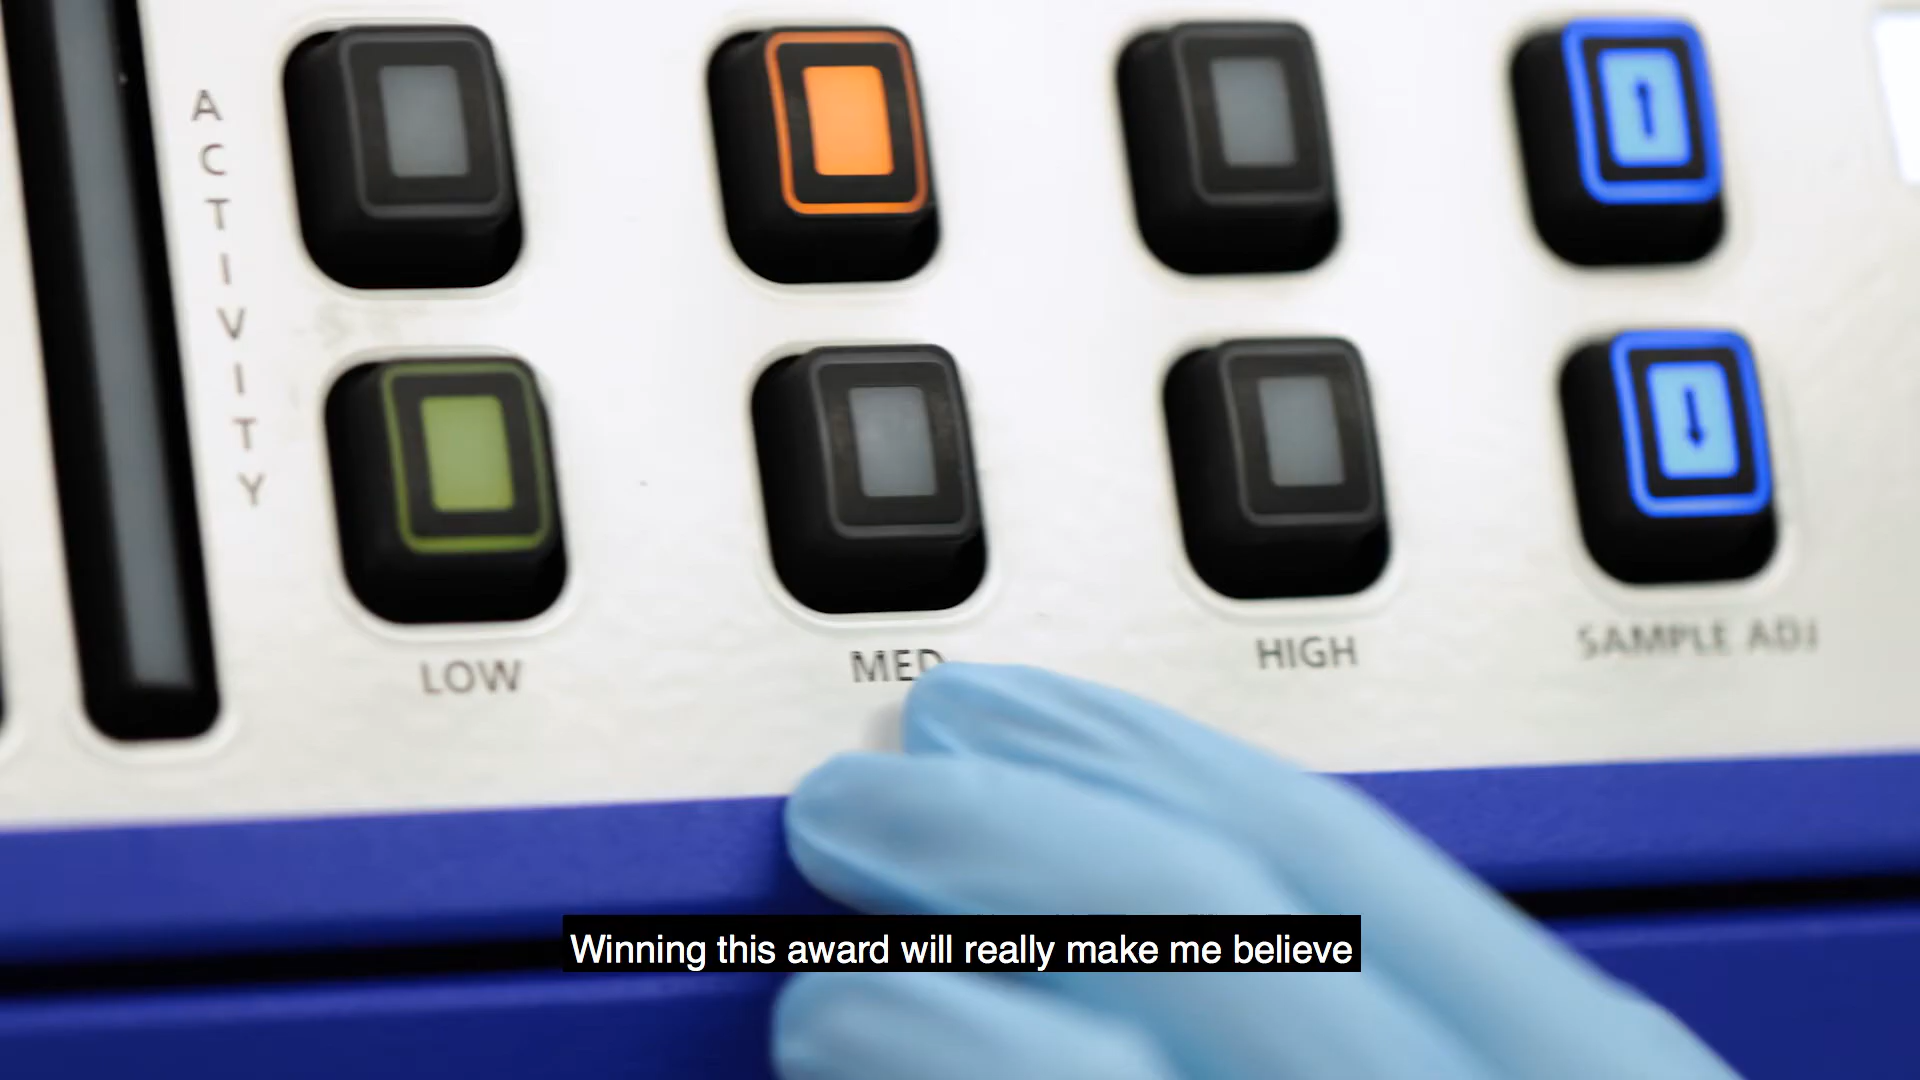 ACTIVITY
LOW
MED
HIGH
SAMPLE ADJ
Winning this award will really make me believe